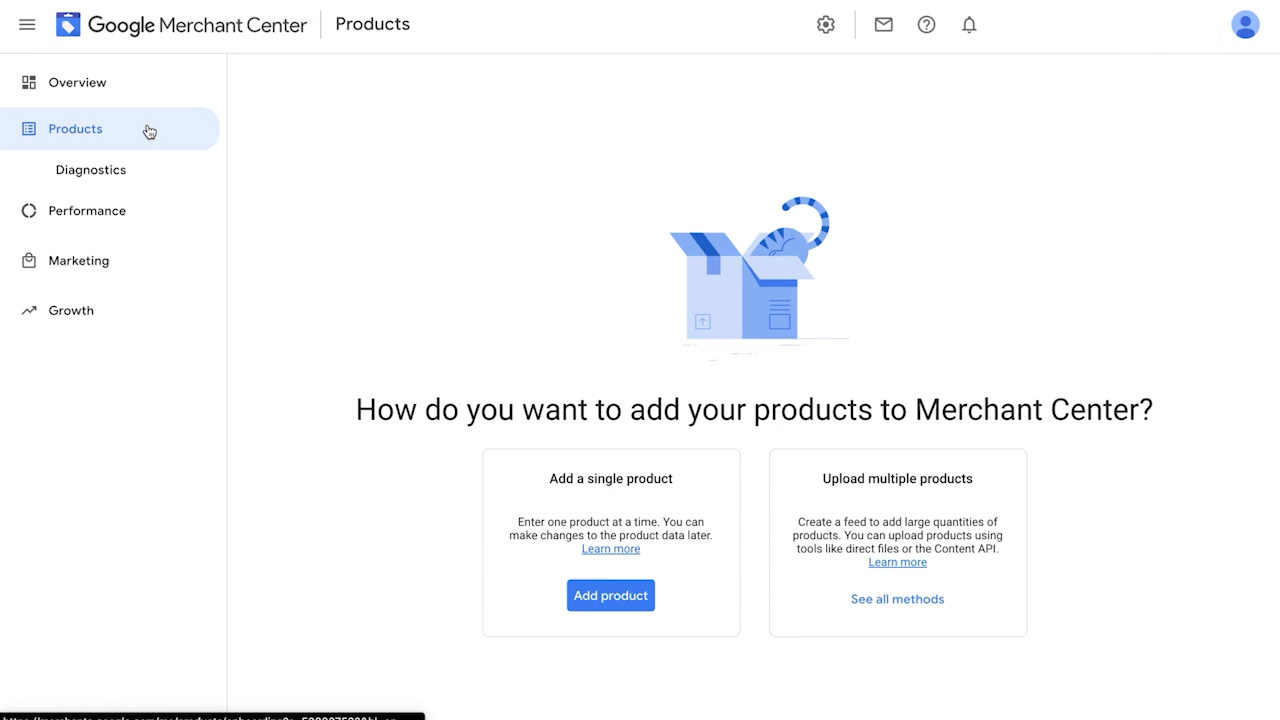 Google Merchant Center
Products
Overview
Products
Diagnostics
Performance
Marketing
Growth
How do you want to add your products to Merchant Center?
Add a single product
Enter one product at a time. You can
make changes to the product data later.
Learn more
Add product
Upload multiple products
Create a feed to add large quantities of
products. You can upload products using
tools like direct files or the Content API.
Learn more
See all methods